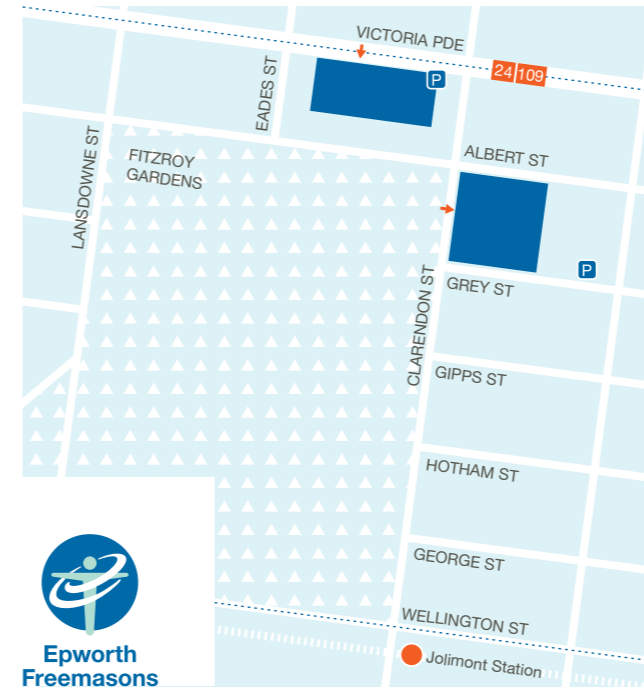 VICTORIA PDE
P
24 109
EADES ST
ALBERT ST
LANSDOWNE ST
FITZROY
GARDENS
P
GREY ST
CLARENDON ST
GIPPS ST
HOTHAM ST
GEORGE ST
WELLINGTON ST
Jolimont Station
Epworth
Freemasons